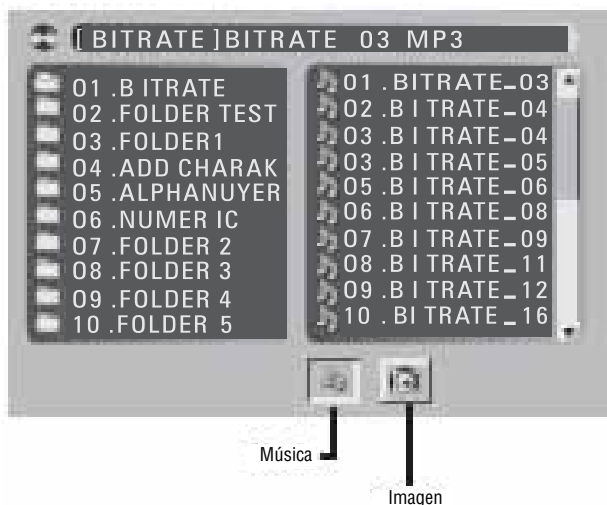 [ BITRATE ]BITRATE 03 MP3
01 .B ITRATE
02 .FOLDER TEST
03 .FOLDER1
04 .ADD CHARAK
05 .ALPHANUYER
06 .NUMER IC
07 .FOLDER 2
08 .FOLDER 3
09 .FOLDER 4
10 .FOLDER 5
01 .BITRATE_03
02 .B I TRATE_04
03 .B I TRATE_04
03 .B I TRATE_05
05 .B I TRATE_06
06 .B I TRATE_08
07 .B I TRATE_09
08 .B I TRATE_11
09 .B I TRATE_12
10 . BI TRATE_16
Música
Imagen